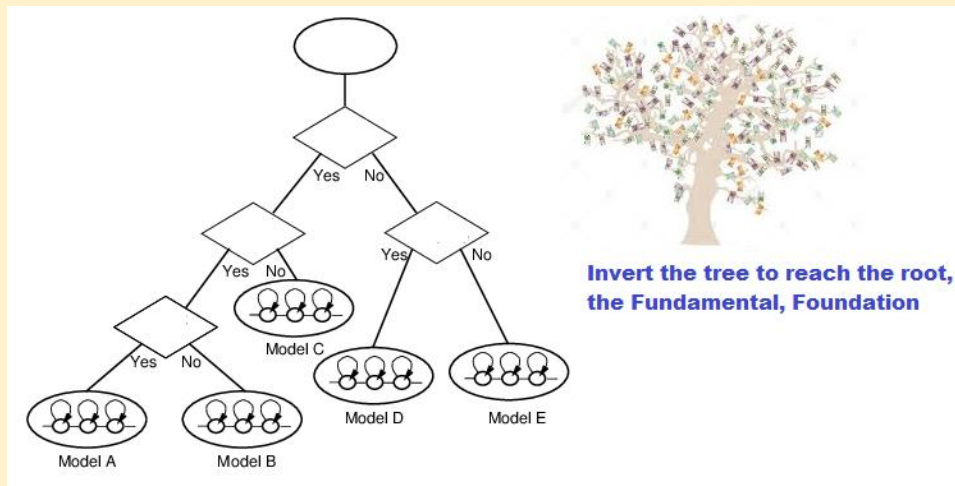 Yes No
Yes No
Yes No
Model C
Yes No
Model D
Model E
Model A
Model B
Invert the tree to reach the root,
the Fundamental, Foundation